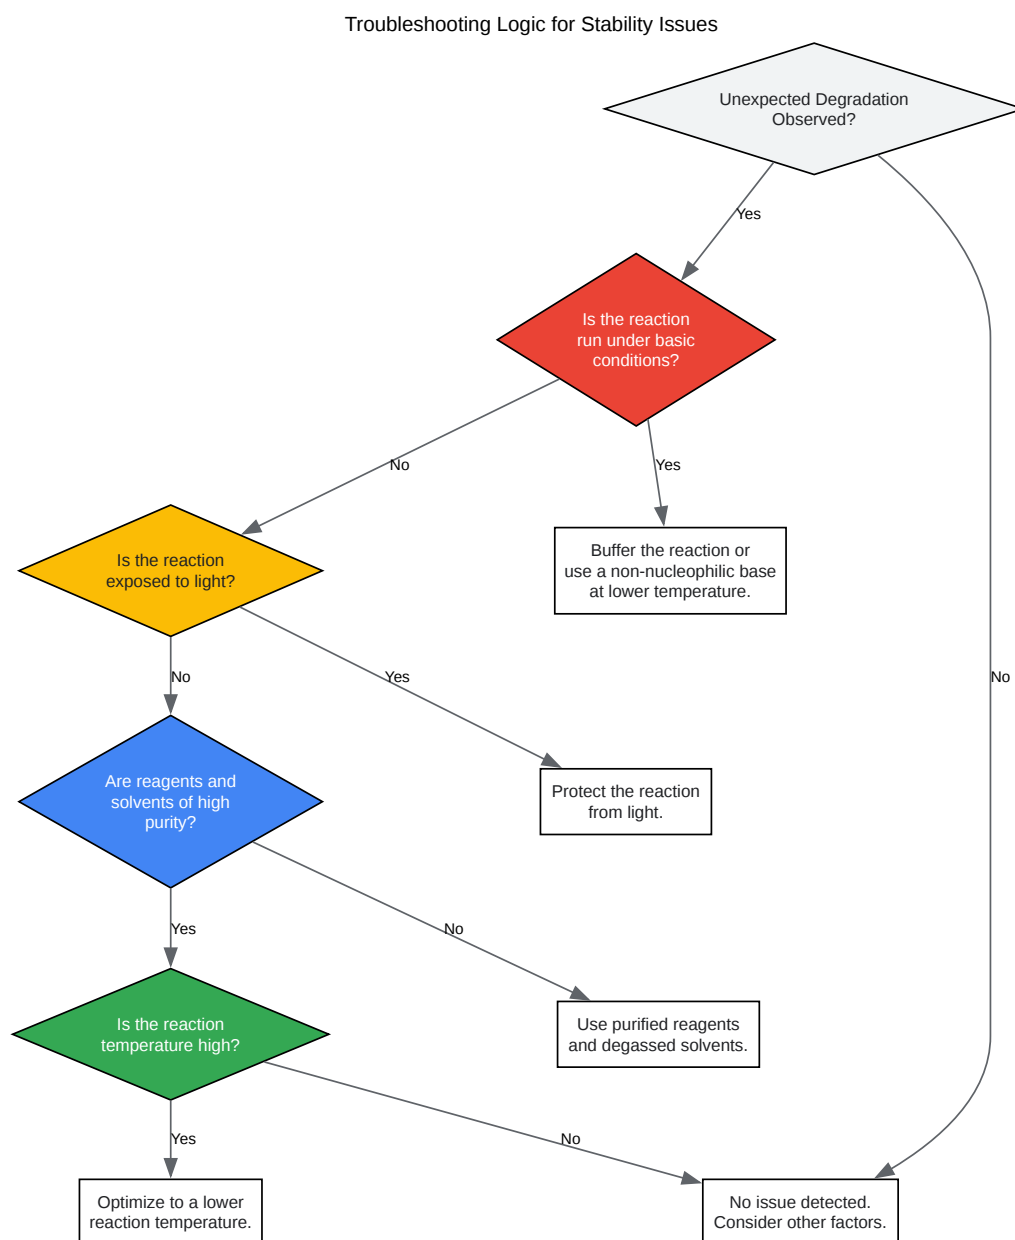 Troubleshooting Logic for Stability Issues
Unexpected Degradation
Observed?
Yes
Is the reaction
run under basic
conditions?
No
Yes
Buffer the reaction or
use a non-nucleophilic base
at lower temperature.
Is the reaction
exposed to light?
No
Yes
No
Protect the reaction
from light.
Are reagents and
solvents of high
purity?
Yes
No
Use purified reagents
and degassed solvents.
Is the reaction
temperature high?
Yes
No
Optimize to a lower
reaction temperature.
No issue detected.
Consider other factors.